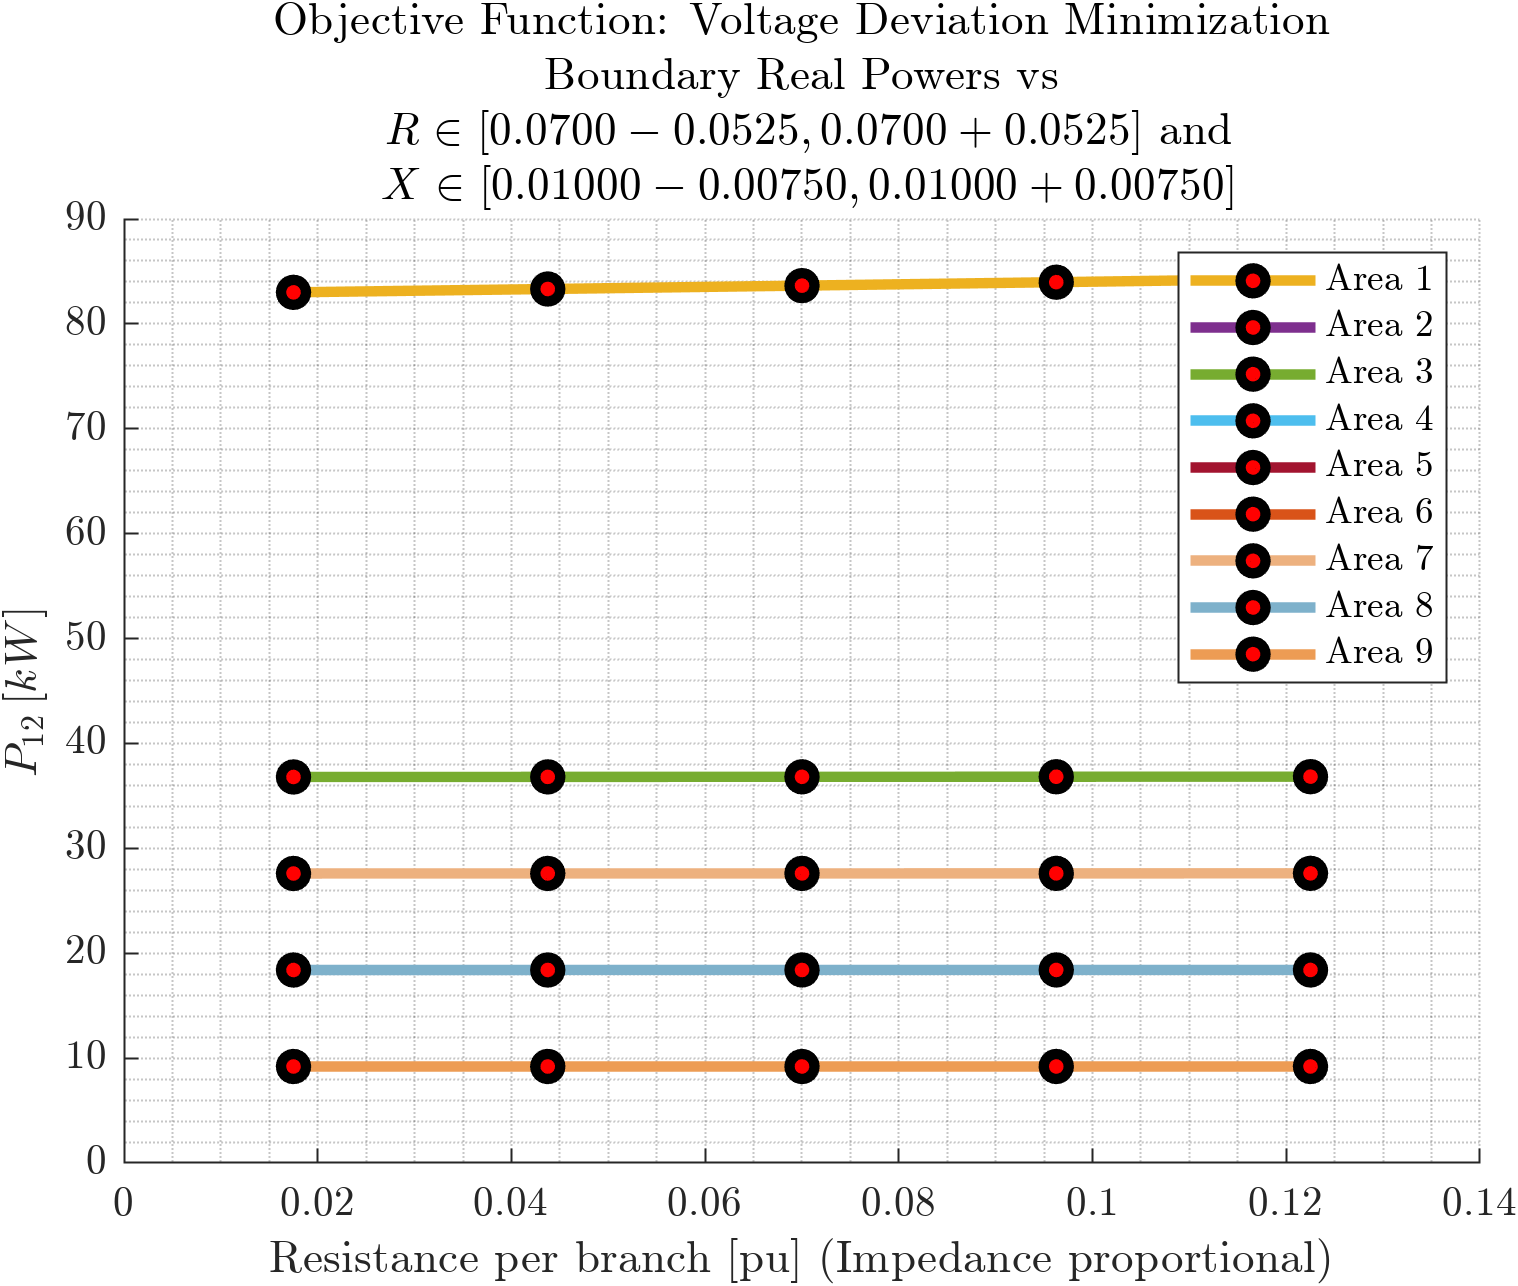 Objective Function: Voltage Deviation Minimization
Boundary Real Powers vs
R ∈ [0.0700 − 0.0525, 0.0700 + 0.0525] and
X ∈ [0.01000 − 0.00750, 0.01000 + 0.00750]
90
80
70
60
50
40
30
20
10
0
P₁₂ [kW]
Area 1
Area 2
Area 3
Area 4
Area 5
Area 6
Area 7
Area 8
Area 9
0 0.02 0.04 0.06 0.08 0.1 0.12 0.14
Resistance per branch [pu] (Impedance proportional)